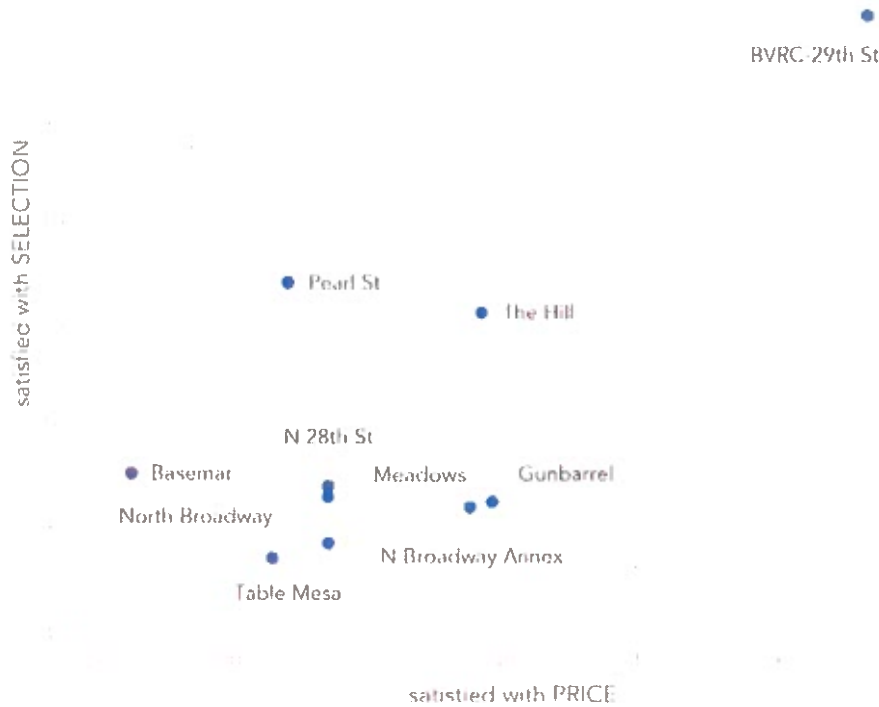 BVRC-29th St
satisfied with SELECTION
Pearl St
The Hill
N 28th St
Basemar
Meadows
Gunbarrel
North Broadway
N Broadway Annex
Table Mesa
satisfied with PRICE